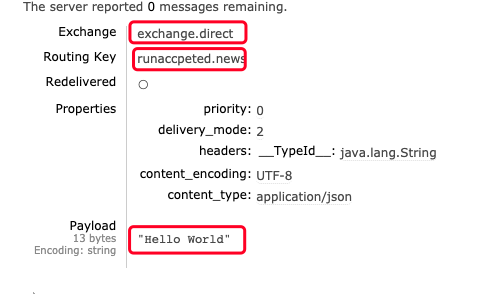 The server reported 0 messages remaining.
Exchange exchange.direct
Routing Key runaccpeted.news
Redelivered ○
Properties priority: 0
delivery_mode: 2
headers: __TypeId__: java.lang.String
content_encoding: UTF-8
content_type: application/json
Payload
13 bytes "Hello World"
Encoding: string